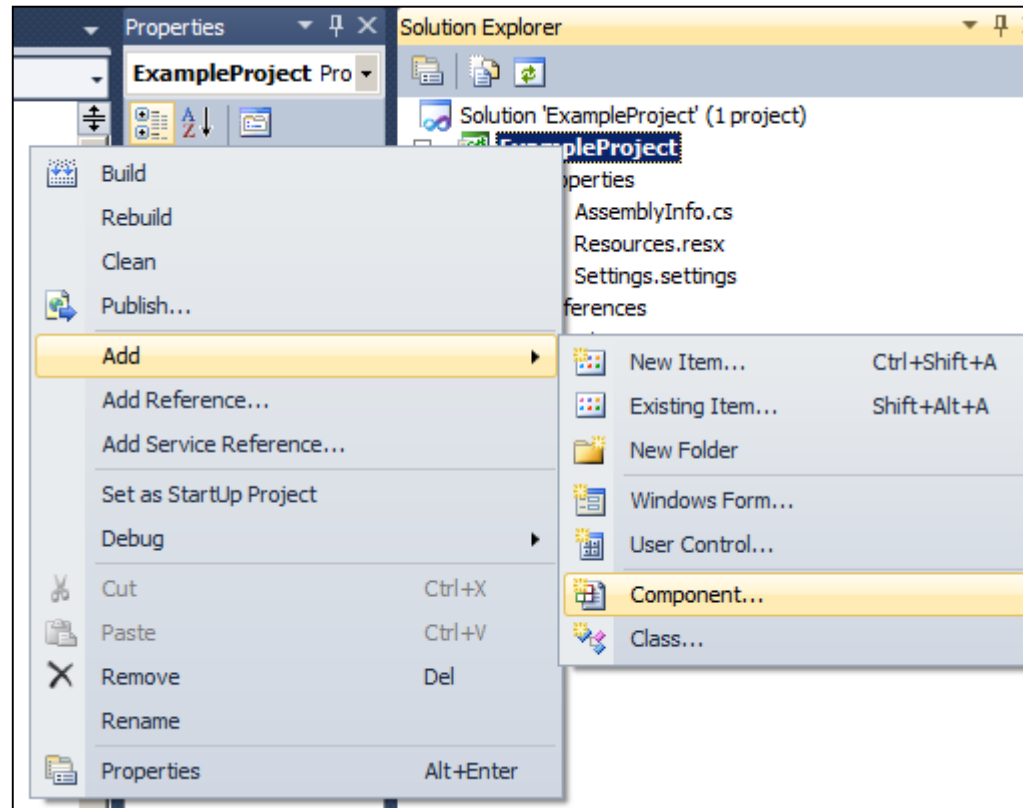 Properties
ExampleProject Pro
Solution Explorer
Solution 'ExampleProject' (1 project)
ExampleProject
AssemblyInfo.cs
Resources.resx
Settings.settings
Build
Rebuild
Clean
Publish...
Add
Add Reference...
Add Service Reference...
Set as StartUp Project
Debug
Cut Ctrl+X
Paste Ctrl+V
Remove Del
Rename
Properties Alt+Enter
New Item... Ctrl+Shift+A
Existing Item... Shift+Alt+A
New Folder
Windows Form...
User Control...
Component...
Class...